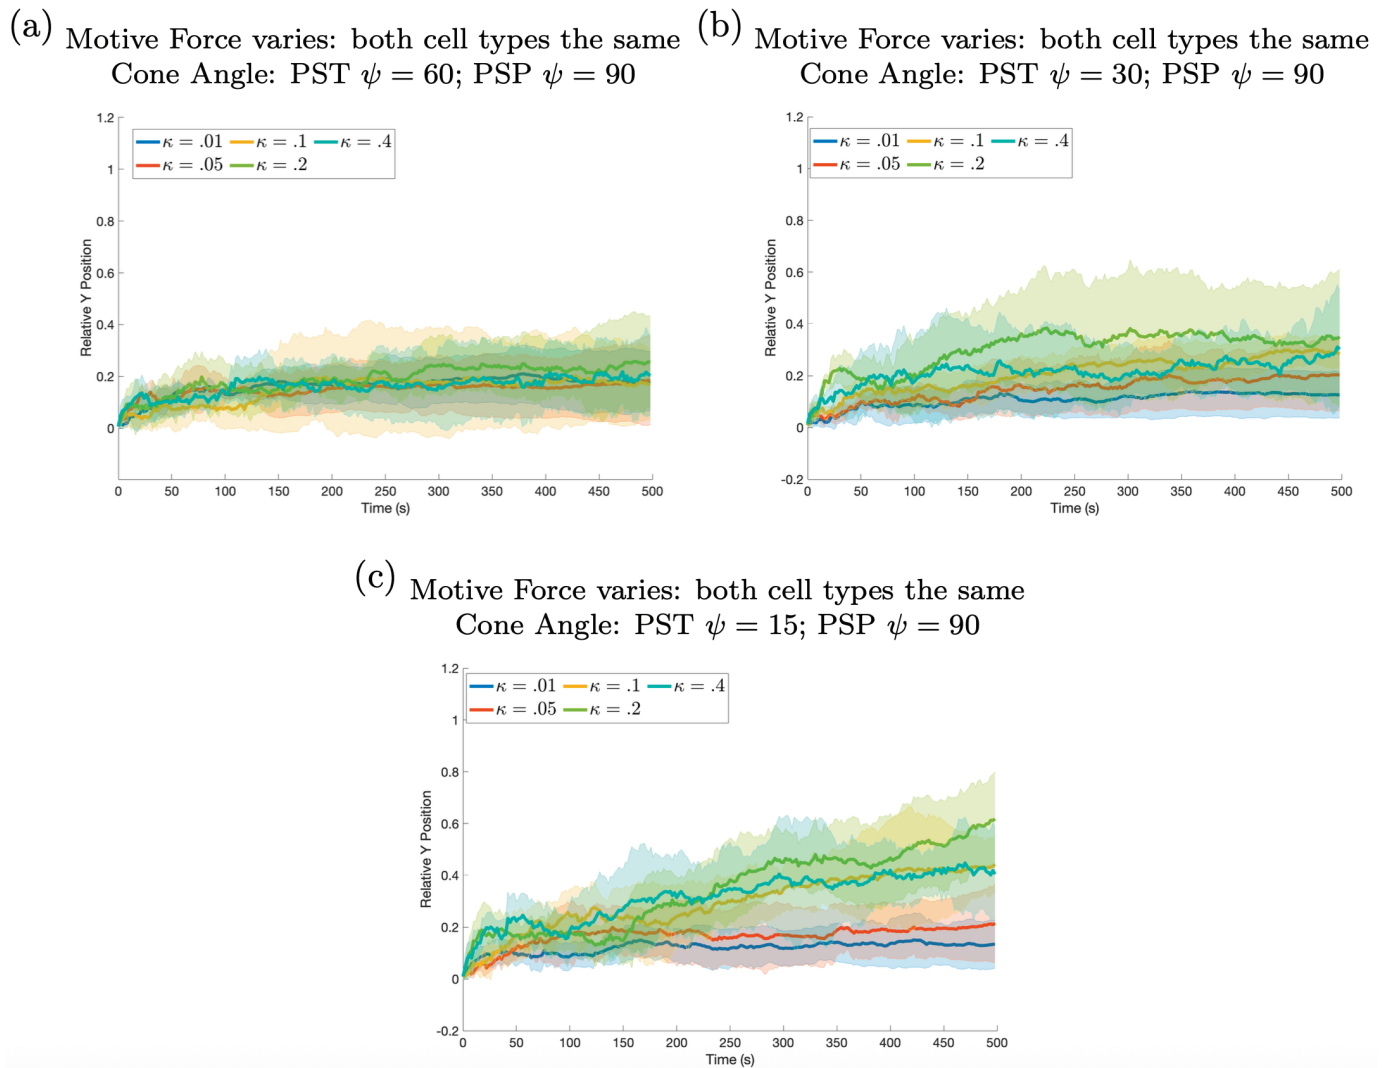 (a) Motive Force varies: both cell types the same
Cone Angle: PST ψ = 60; PSP ψ = 90
κ = .01 κ = .1 κ = .4
κ = .05 κ = .2
1.2
1
0.8
0.6
0.4
0.2
0
Relative Y Position
0 50 100 150 200 250 300 350 400 450 500
Time (s)
(b) Motive Force varies: both cell types the same
Cone Angle: PST ψ = 30; PSP ψ = 90
κ = .01 κ = .1 κ = .4
κ = .05 κ = .2
1.2
1
0.8
0.6
0.4
0.2
0
-0.2
Relative Y Position
0 50 100 150 200 250 300 350 400 450 500
Time (s)
(c) Motive Force varies: both cell types the same
Cone Angle: PST ψ = 15; PSP ψ = 90
κ = .01 κ = .1 κ = .4
κ = .05 κ = .2
1.2
1
0.8
0.6
0.4
0.2
0
-0.2
Relative Y Position
0 50 100 150 200 250 300 350 400 450 500
Time (s)